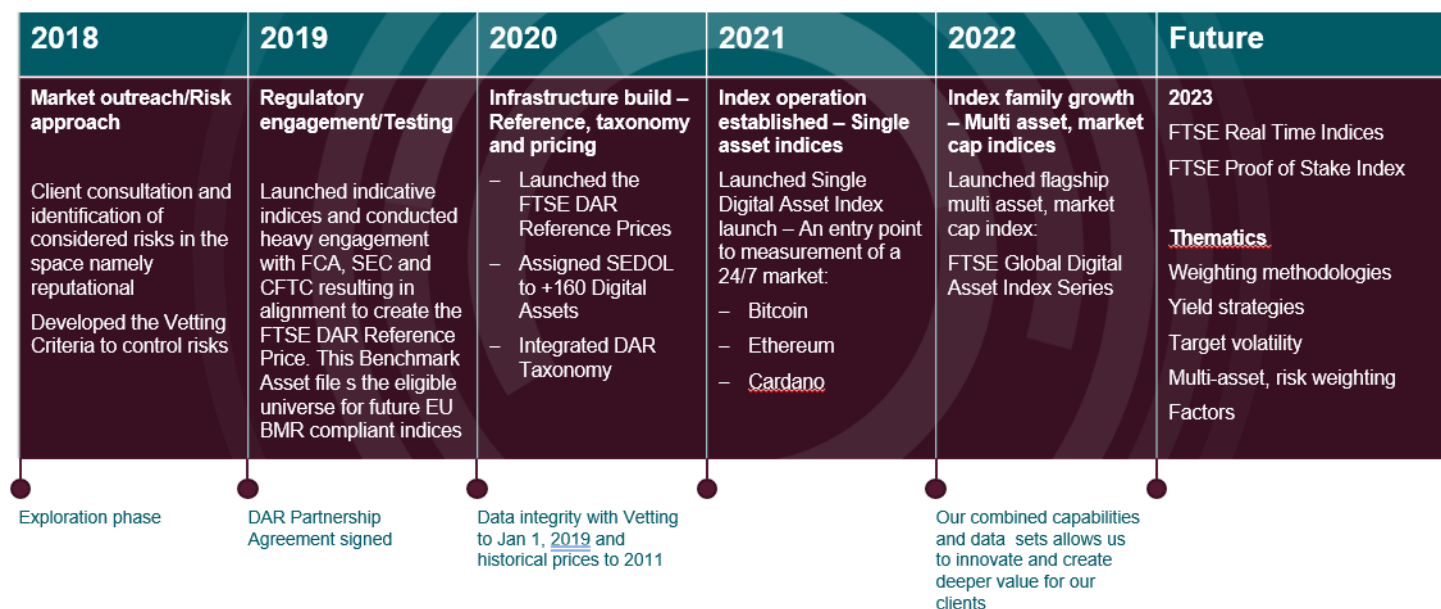 2018
Market outreach/Risk
approach
Client consultation and
identification of
considered risks in the
space namely
reputational
Developed the Vetting
Criteria to control risks
Exploration phase
2019
Regulatory
engagement/Testing
Launched indicative
indices and conducted
heavy engagement
with FCA, SEC and
CFTC resulting in
alignment to create the
FTSE DAR Reference
Price. This Benchmark
Asset file s the eligible
universe for future EU
BMR compliant indices
DAR Partnership
Agreement signed
2020
Infrastructure build –
Reference, taxonomy
and pricing
– Launched the
FTSE DAR
Reference Prices
– Assigned SEDOL
to +160 Digital
Assets
– Integrated DAR
Taxonomy
Data integrity with Vetting
to Jan 1, 2019 and
historical prices to 2011
2021
Index operation
established – Single
asset indices
Launched Single
Digital Asset Index
launch – An entry point
to measurement of a
24/7 market:
– Bitcoin
– Ethereum
– Cardano
2022
Index family growth
– Multi asset, market
cap indices
Launched flagship
multi asset, market
cap index:
FTSE Global Digital
Asset Index Series
Our combined capabilities
and data sets allows us
to innovate and create
deeper value for our
clients
Future
2023
FTSE Real Time Indices
FTSE Proof of Stake Index
Thematics
Weighting methodologies
Yield strategies
Target volatility
Multi-asset, risk weighting
Factors